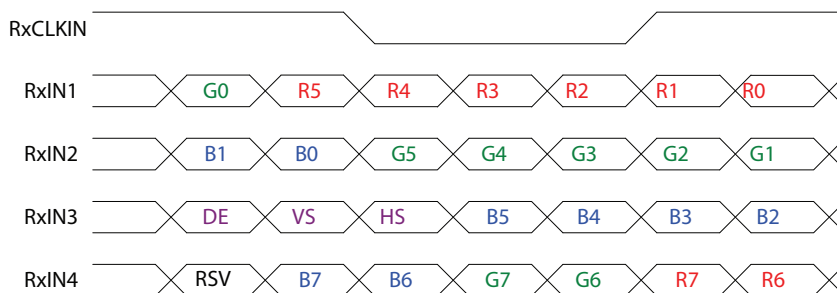 RxCLKIN
RxIN1 G0 R5 R4 R3 R2 R1 R0
RxIN2 B1 B0 G5 G4 G3 G2 G1
RxIN3 DE VS HS B5 B4 B3 B2
RxIN4 RSV B7 B6 G7 G6 R7 R6